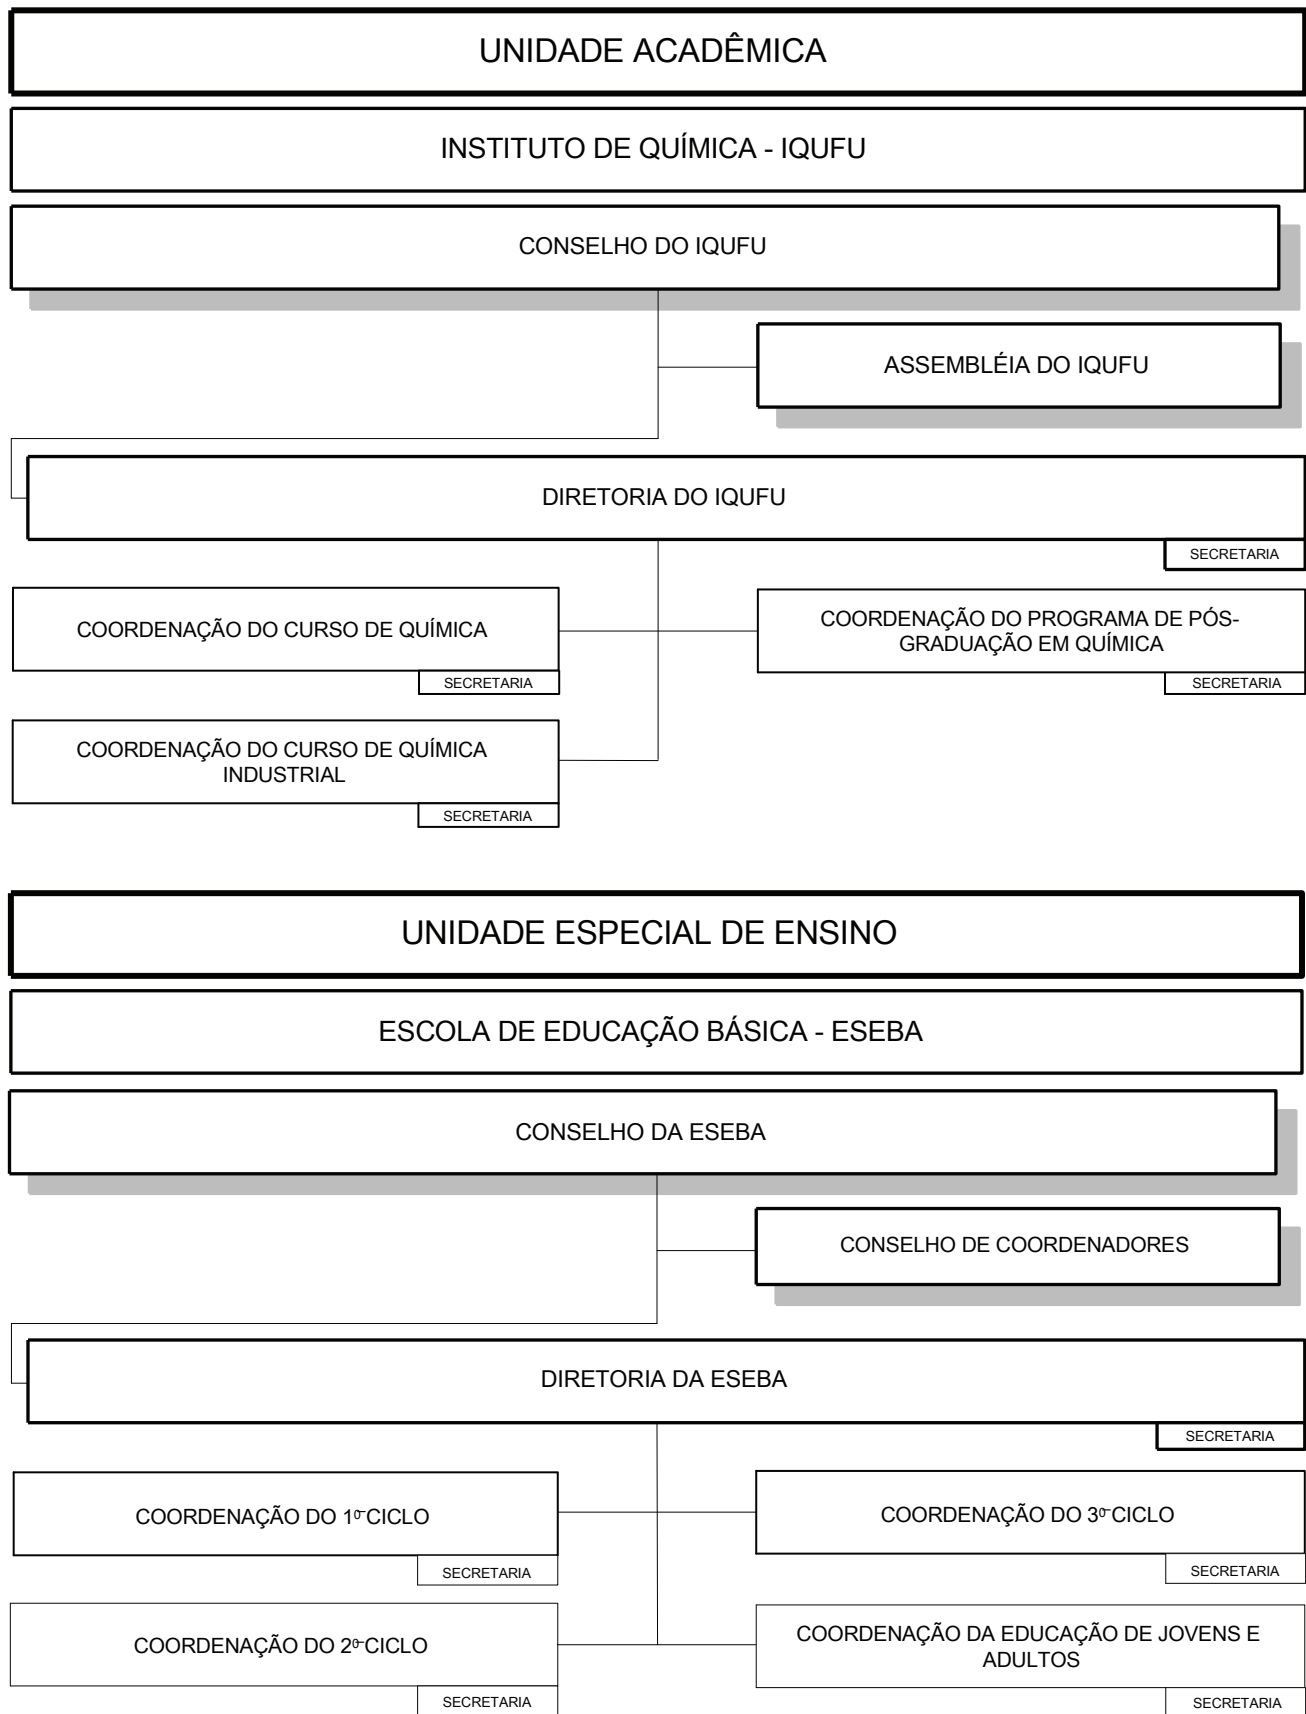 UNIDADE ACADÊMICA
INSTITUTO DE QUÍMICA - IQUFU
CONSELHO DO IQUFU
ASSEMBLÉIA DO IQUFU
DIRETORIA DO IQUFU
SECRETARIA
COORDENAÇÃO DO CURSO DE QUÍMICA
SECRETARIA
COORDENAÇÃO DO PROGRAMA DE PÓS-
GRADUAÇÃO EM QUÍMICA
SECRETARIA
COORDENAÇÃO DO CURSO DE QUÍMICA
INDUSTRIAL
SECRETARIA
UNIDADE ESPECIAL DE ENSINO
ESCOLA DE EDUCAÇÃO BÁSICA - ESEBA
CONSELHO DA ESEBA
CONSELHO DE COORDENADORES
DIRETORIA DA ESEBA
SECRETARIA
COORDENAÇÃO DO 1º CICLO
SECRETARIA
COORDENAÇÃO DO 3º CICLO
SECRETARIA
COORDENAÇÃO DO 2º CICLO
SECRETARIA
COORDENAÇÃO DA EDUCAÇÃO DE JOVENS E
ADULTOS
SECRETARIA